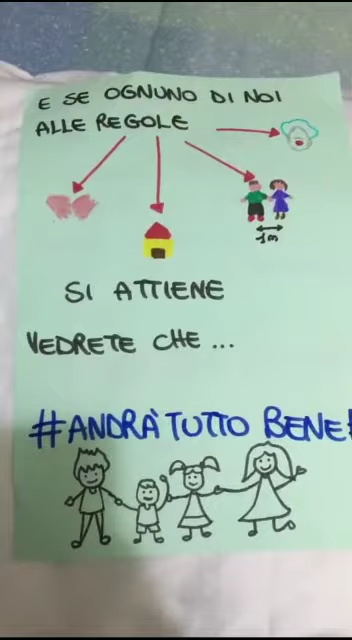 E SE OGNUNO DI NOI
ALLE REGOLE
1m
SI ATTIENE
VEDRETE CHE ...
#ANDRÀ TUTTO BENE!